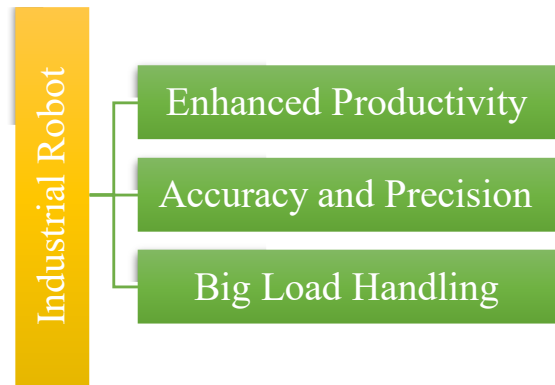 Industrial Robot
Enhanced Productivity
Accuracy and Precision
Big Load Handling